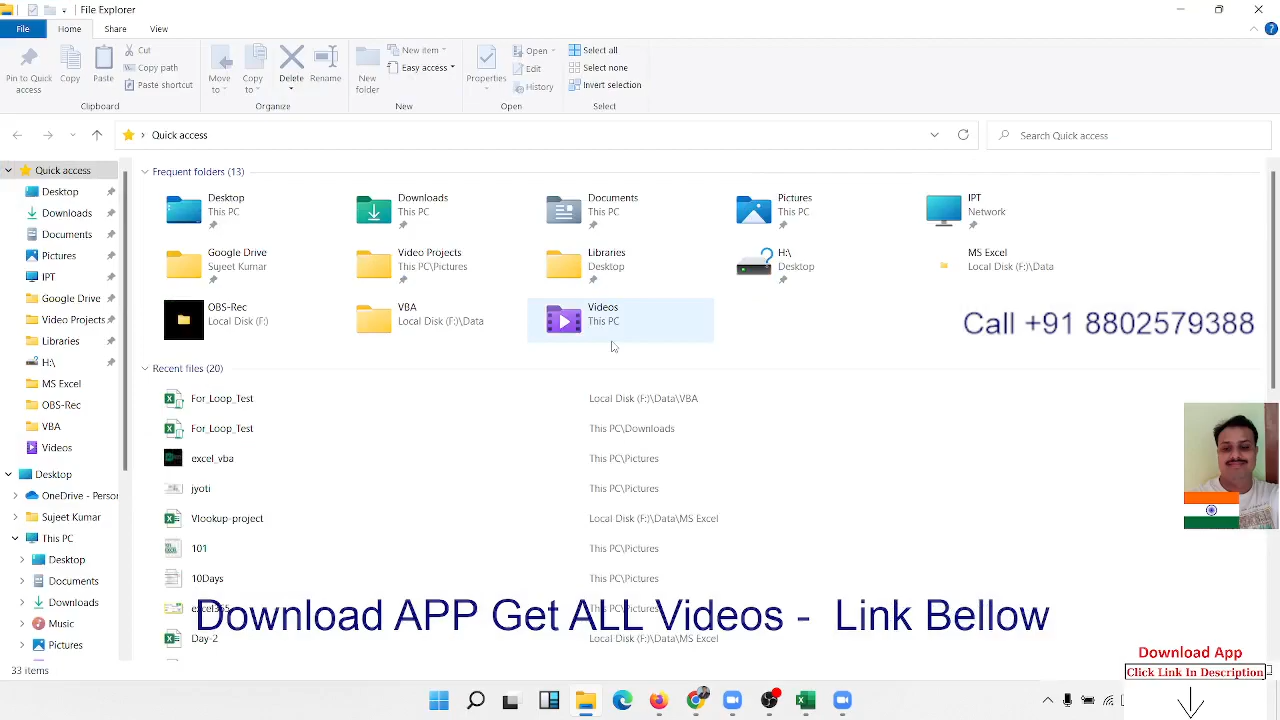 File Explorer
File
Home
Share
View
Pin to Quick access
Copy
Paste
Cut
Copy path
Paste shortcut
Clipboard
Move to
Copy to
Delete
Rename
Organize
New folder
New item
Easy access
New
Properties
Open
Edit
History
Open
Select all
Select none
Invert selection
Select
Quick access
Search Quick access
Quick access
Desktop
Downloads
Documents
Pictures
IPT
Google Drive
Video Projects
Libraries
H:\
MS Excel
OBS-Rec
VBA
Videos
Desktop
OneDrive - Perso
Sujeet Kumar
This PC
Desktop
Documents
Downloads
Music
Pictures
Frequent folders (13)
Desktop
This PC
Downloads
This PC
Documents
This PC
Pictures
This PC
IPT
Network
Google Drive
Sujeet Kumar
Video Projects
This PC\Pictures
Libraries
Desktop
H:\
Desktop
MS Excel
Local Disk (F:)\Data
OBS-Rec
Local Disk (F:)
VBA
Local Disk (F:)\Data
Videos
This PC
Call +91 8802579388
Recent files (20)
For_Loop_Test Local Disk (F:)\Data\VBA
For_Loop_Test This PC\Downloads
excel_vba This PC\Pictures
jyoti This PC\Pictures
Vlookup-project Local Disk (F:)\Data\MS Excel
101 This PC\Pictures
10Days This PC\Pictures
excel365 This PC\Pictures
Download APP Get ALL Videos - Link Bellow
Day-2 Local Disk (F:)\Data\MS Excel
33 items
Download App
Click Link In Description